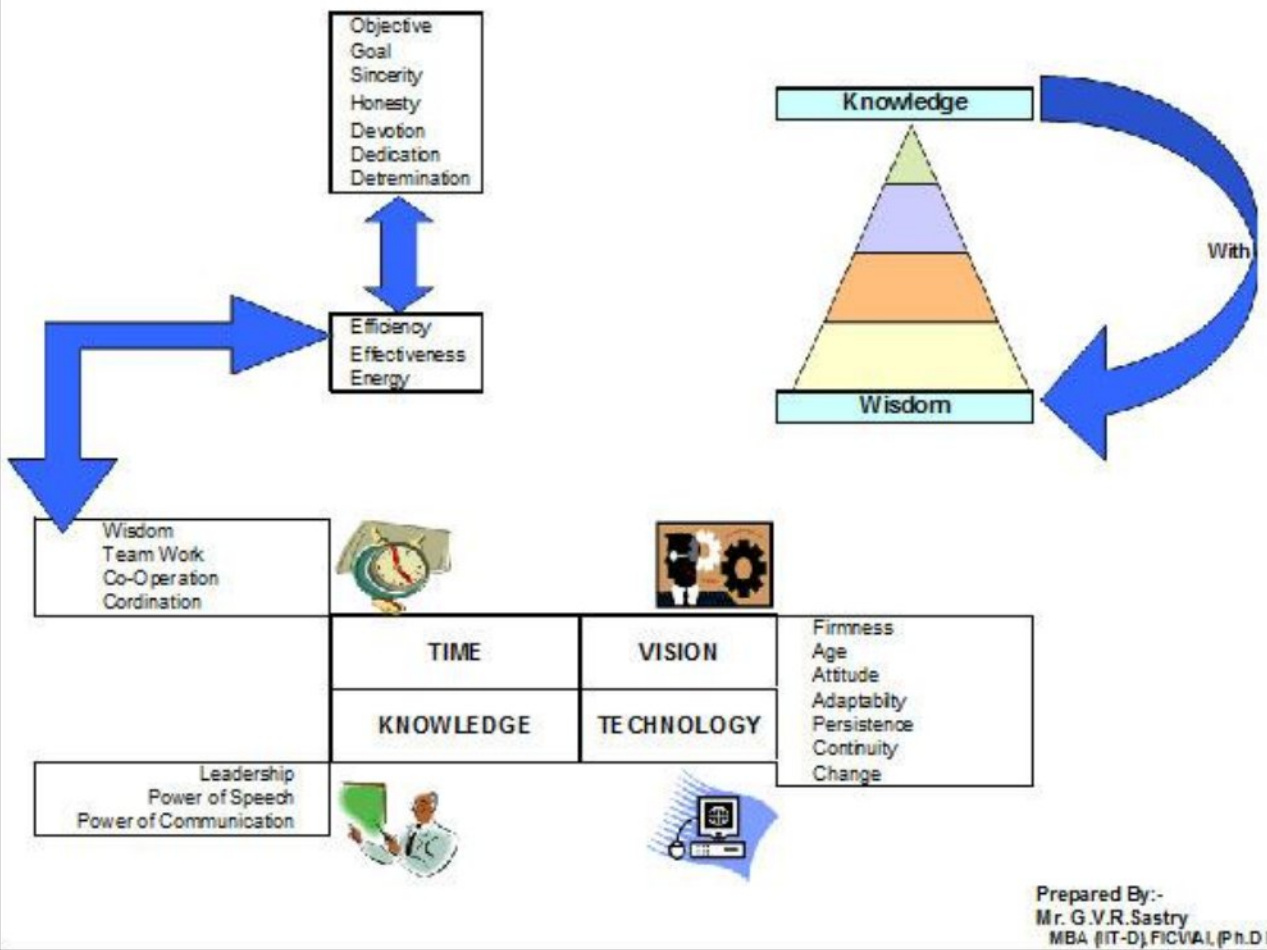 Objective
Goal
Sincerity
Honesty
Devotion
Dedication
Detremination
Knowledge
With
Efficiency
Effectiveness
Energy
Wisdom
Wisdom
Team Work
Co-Operation
Cordination
TIME
VISION
KNOWLEDGE
TECHNOLOGY
Firmness
Age
Attitude
Adaptabilty
Persistence
Continuity
Change
Leadership
Power of Speech
Power of Communication
Prepared By:-
Mr. G.V.R.Sastry
MBA (IIT-D),FICWAI,(Ph.D